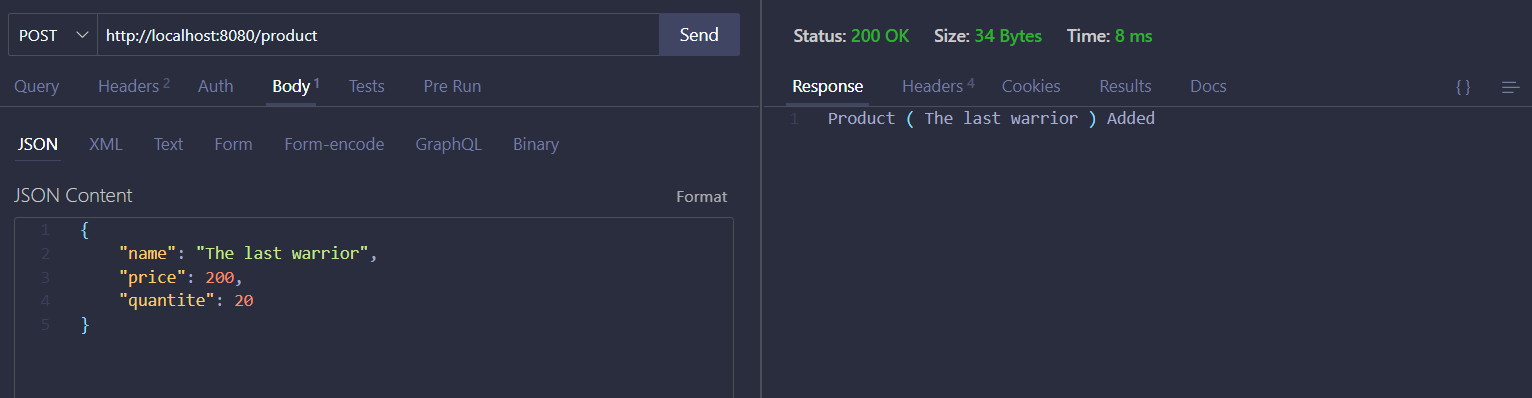 POST http://localhost:8080/product Send
Query Headers 2 Auth Body 1 Tests Pre Run
JSON XML Text Form Form-encode GraphQL Binary
JSON Content Format
1 {
2 "name": "The last warrior",
3 "price": 200,
4 "quantite": 20
5 }
Status: 200 OK Size: 34 Bytes Time: 8 ms
Response Headers 4 Cookies Results Docs { }
1 Product ( The last warrior ) Added